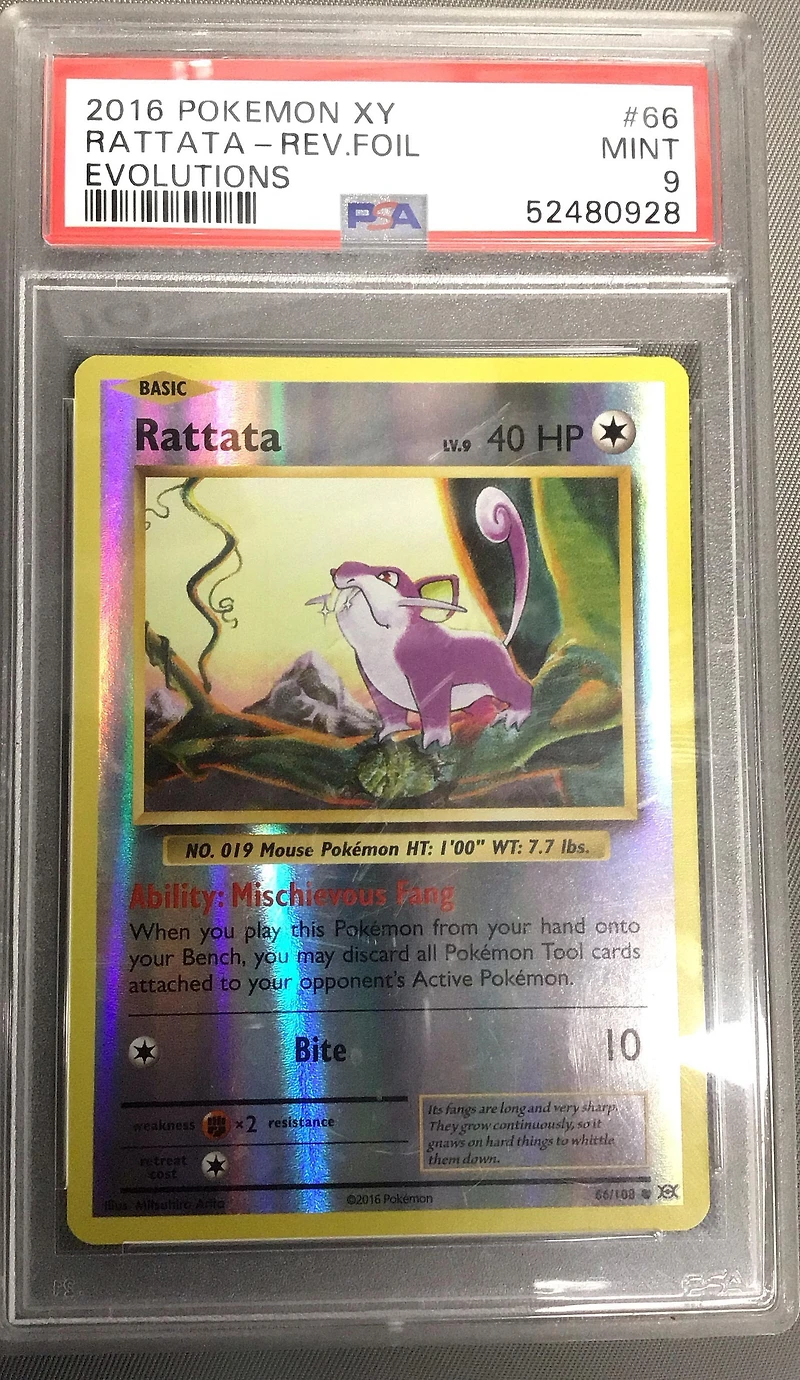 2016 POKEMON XY #66
RATTATA - REV.FOIL MINT
EVOLUTIONS 9
PSA 52480928
BASIC
Rattata LV.9 40 HP
NO. 019 Mouse Pokémon HT: 1'00" WT: 7.7 lbs.
Ability: Mischievous Fang
When you play this Pokémon from your hand onto
your Bench, you may discard all Pokémon Tool cards
attached to your opponent's Active Pokémon.
Bite 10
weakness ×2 resistance
retreat
cost
Its fangs are long and very sharp.
They grow continuously, so it
gnaws on hard things to whittle
them down.
Illus. Mitsuhiro Arita ©2016 Pokémon 66/108